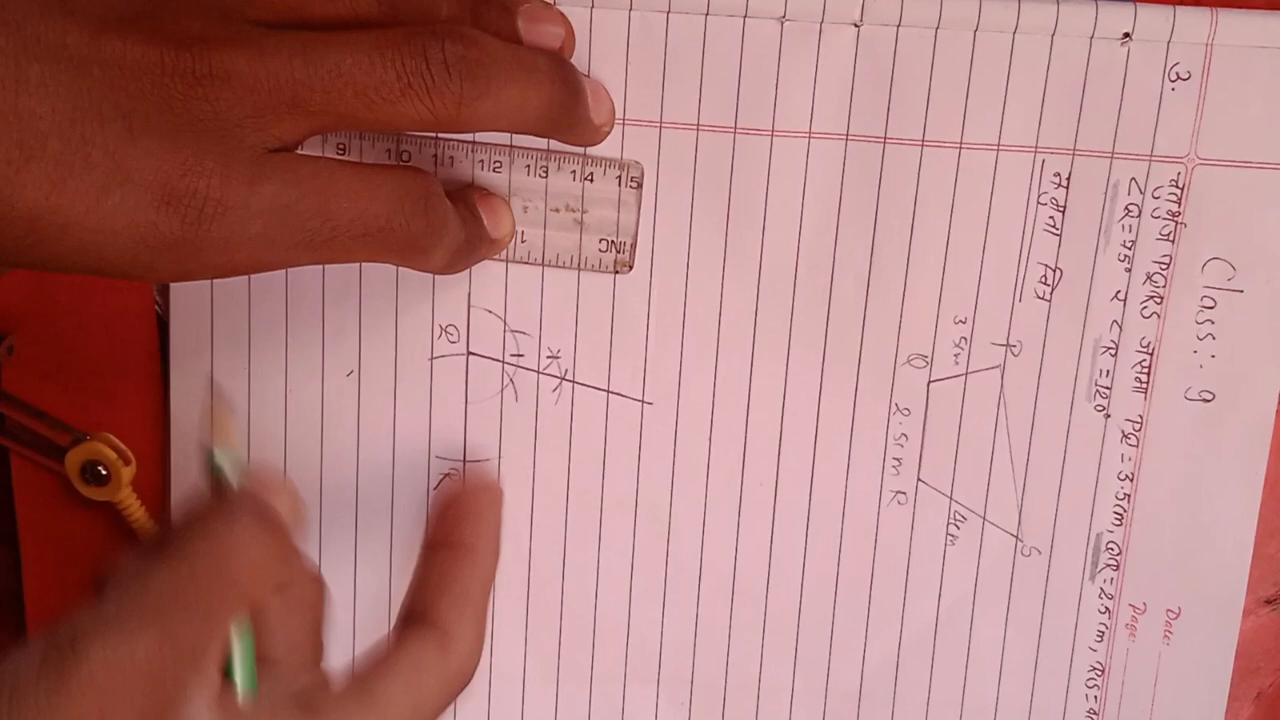 Class:- 9
Date:
Page:
3. चतुर्भुज PQRS असेना PQ = 3.5cm, QR = 2.5cm, RS = 4
∠Q = 75° व ∠R = 120°
नमुना चित्र
P
S
3.5cm
4cm
Q
2.5cm
R
Q
R
9 10 11 12 13 14 15
INC